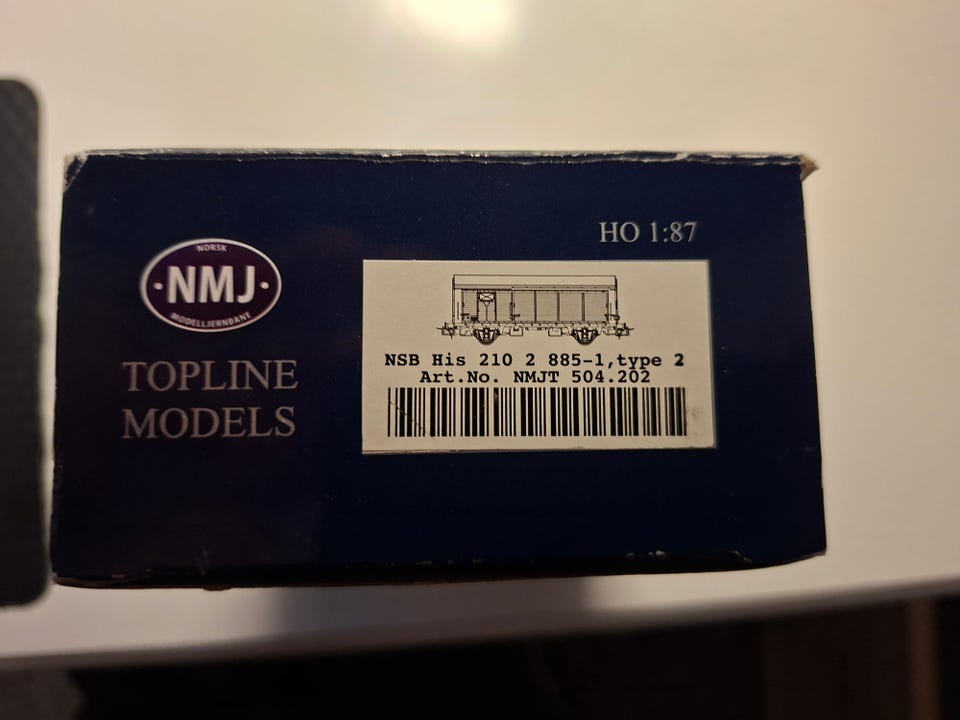 HO 1:87
NORSK
·NMJ·
MODELLJERNBANE
TOPLINE
MODELS
NSB His 210 2 885-1,type 2
Art.No. NMJT 504.202